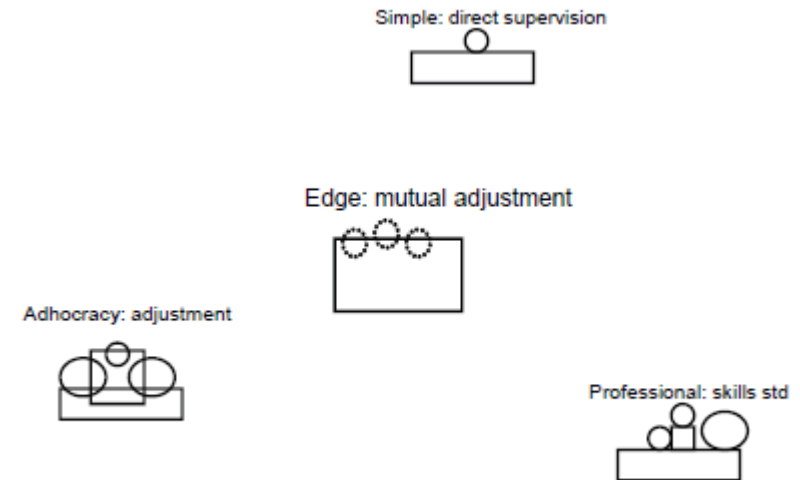 Simple: direct supervision
Edge: mutual adjustment
Adhocracy: adjustment
Professional: skills std